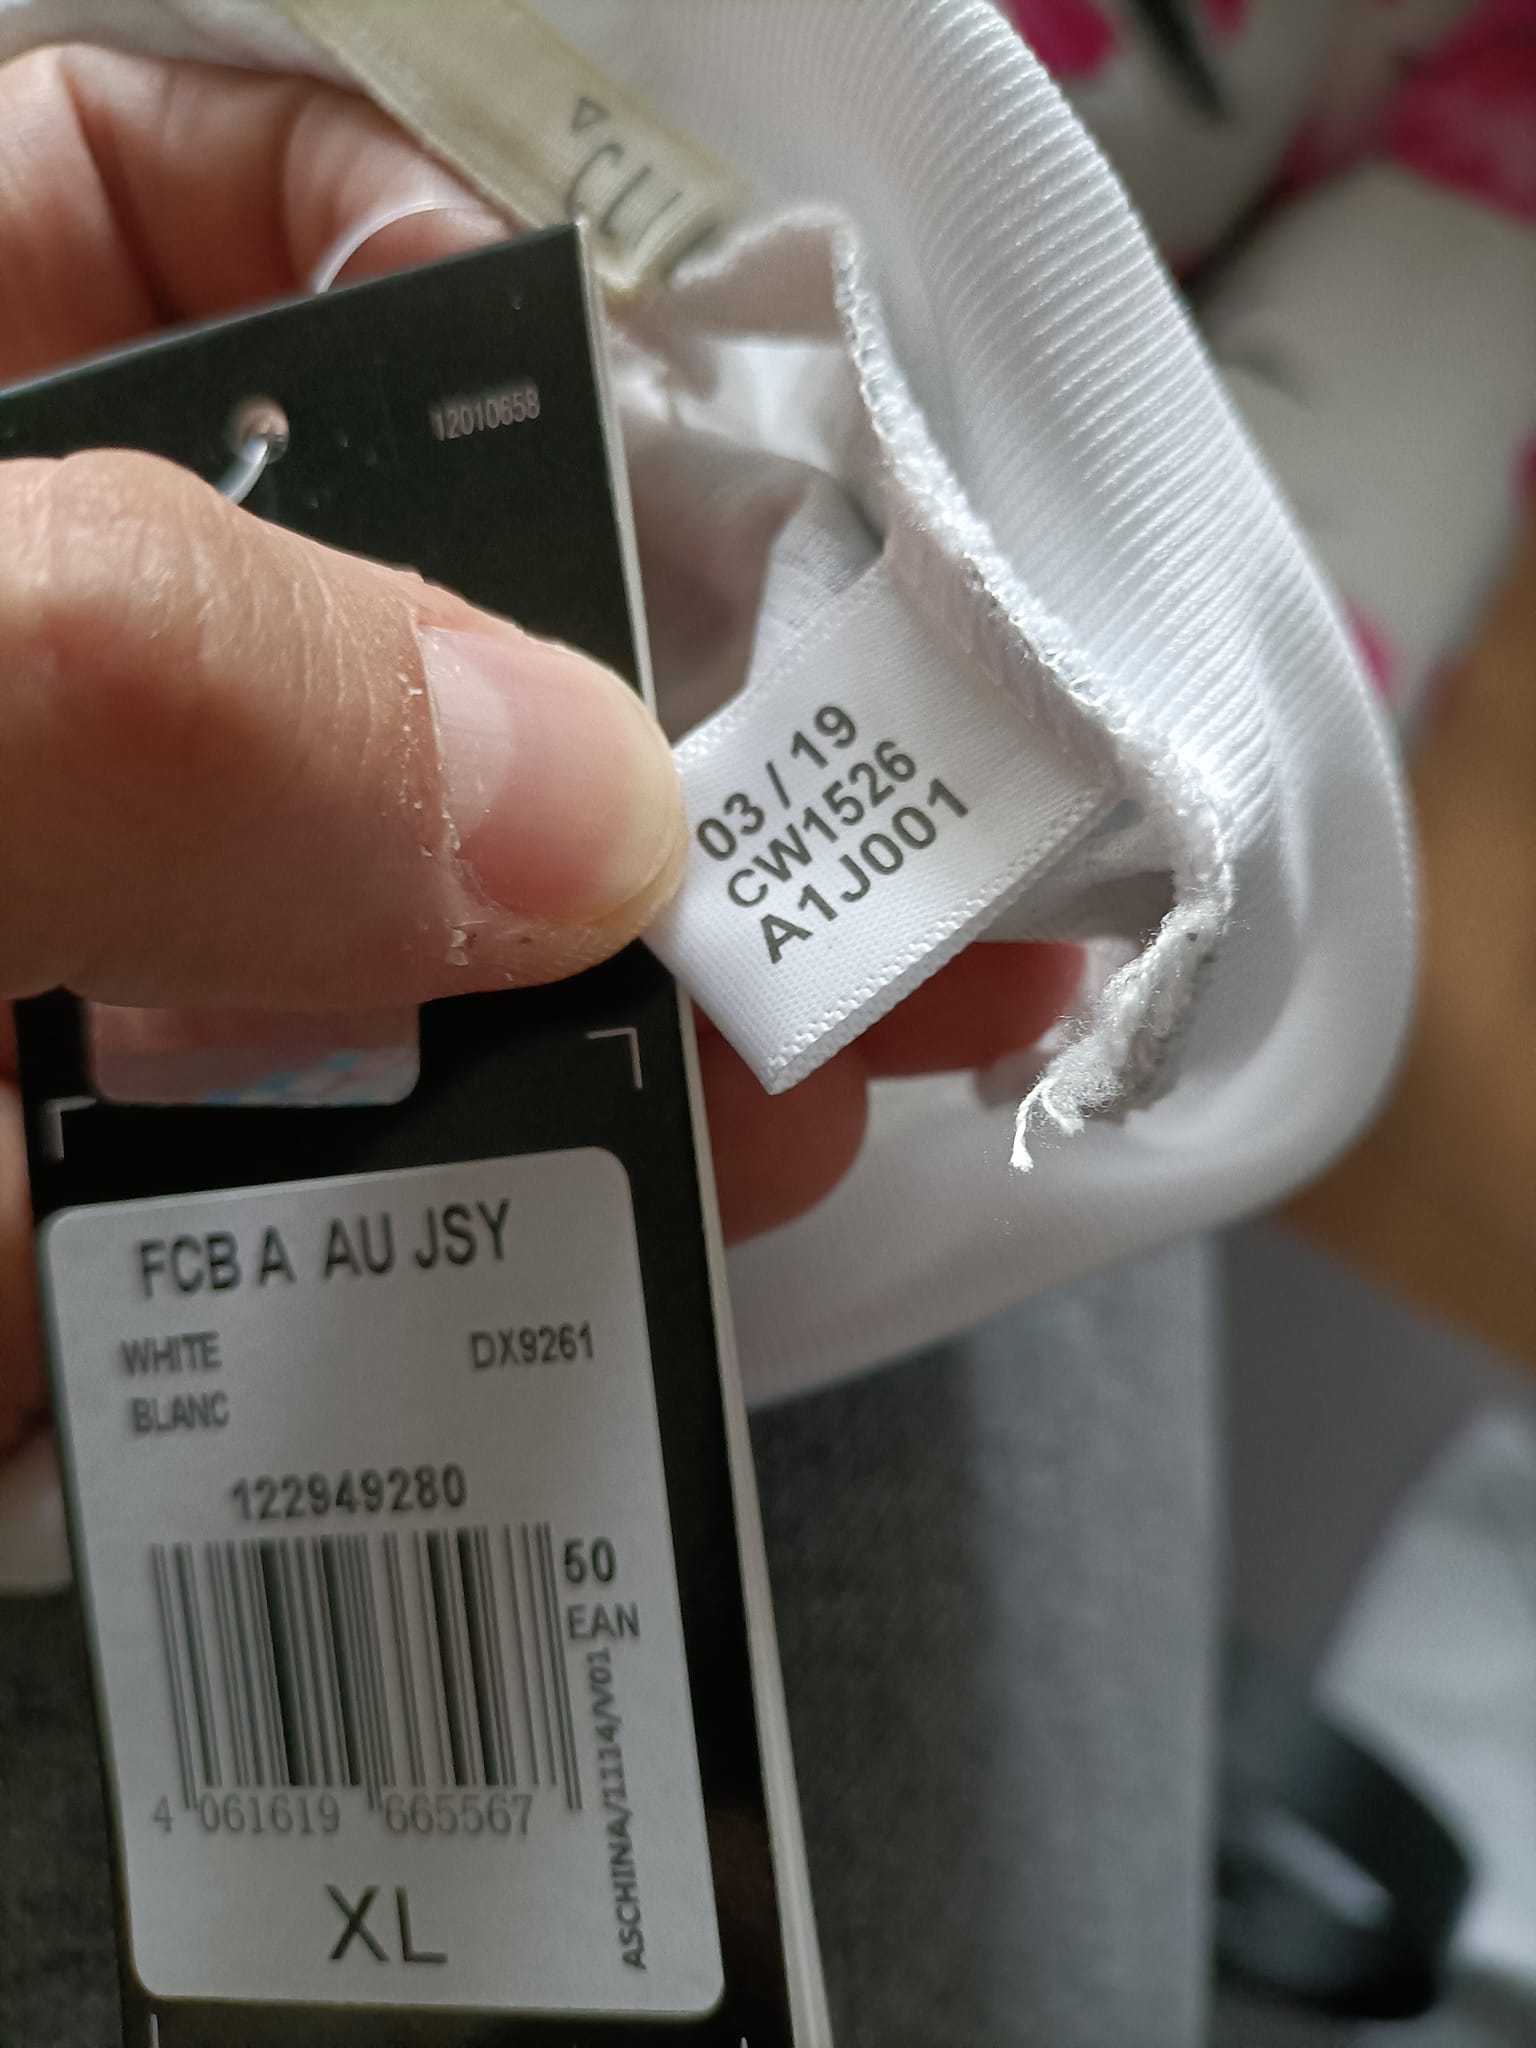 12010658
03 / 19
CW1526
A1J001
FCB A AU JSY
WHITE DX9261
BLANC
122949280
50
EAN
ASCHINA/1114/V01
4 061619 665567
XL